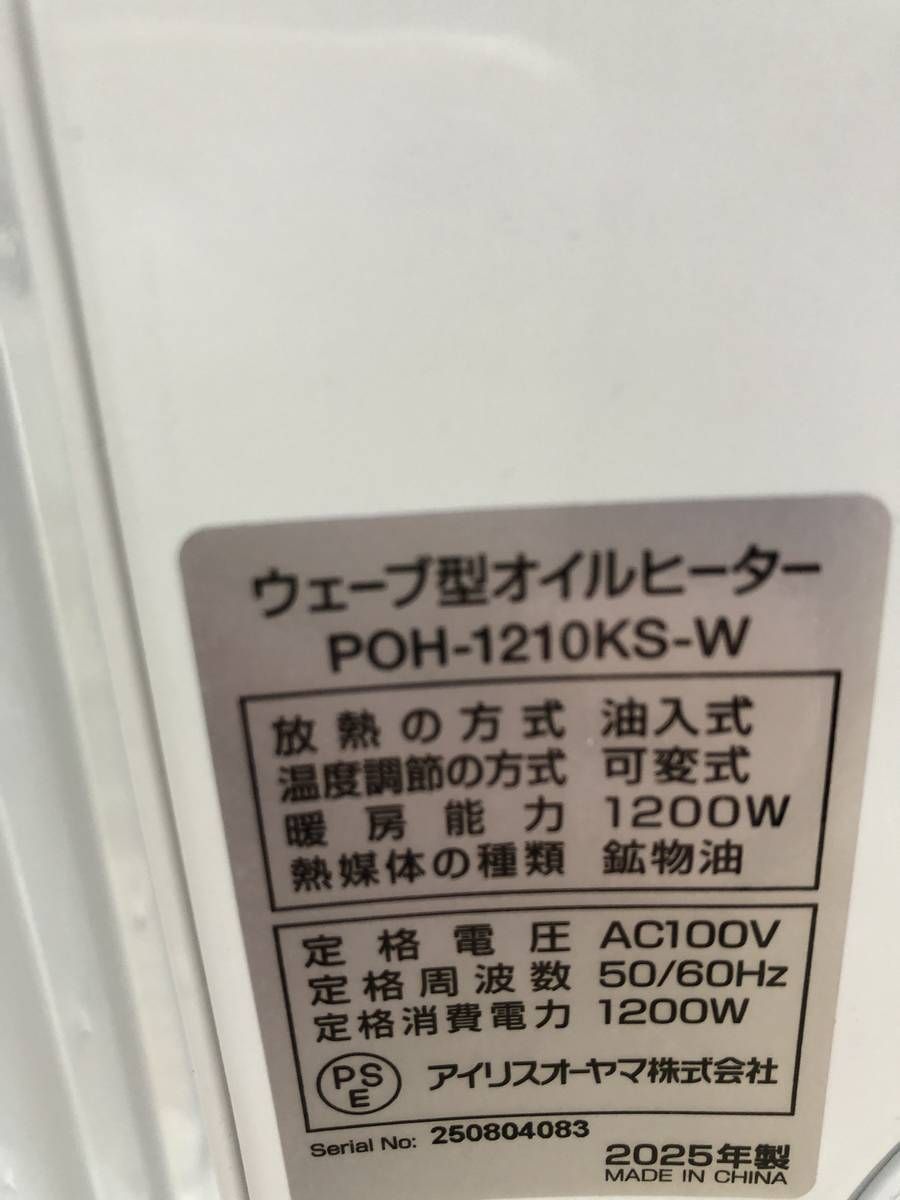 ウェーブ型オイルヒーター
POH-1210KS-W
放熱の方式 油入式
温度調節の方式 可変式
暖房能力 1200W
熱媒体の種類 鉱物油
定格電圧 AC100V
定格周波数 50/60Hz
定格消費電力 1200W
PSE アイリスオーヤマ株式会社
Serial No: 250804083
2025年製
MADE IN CHINA